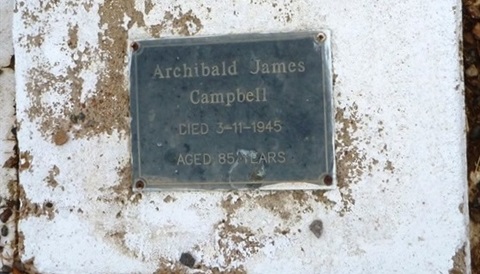 Archibald James
Campbell
DIED 3-11-1945
AGED 85 YEARS